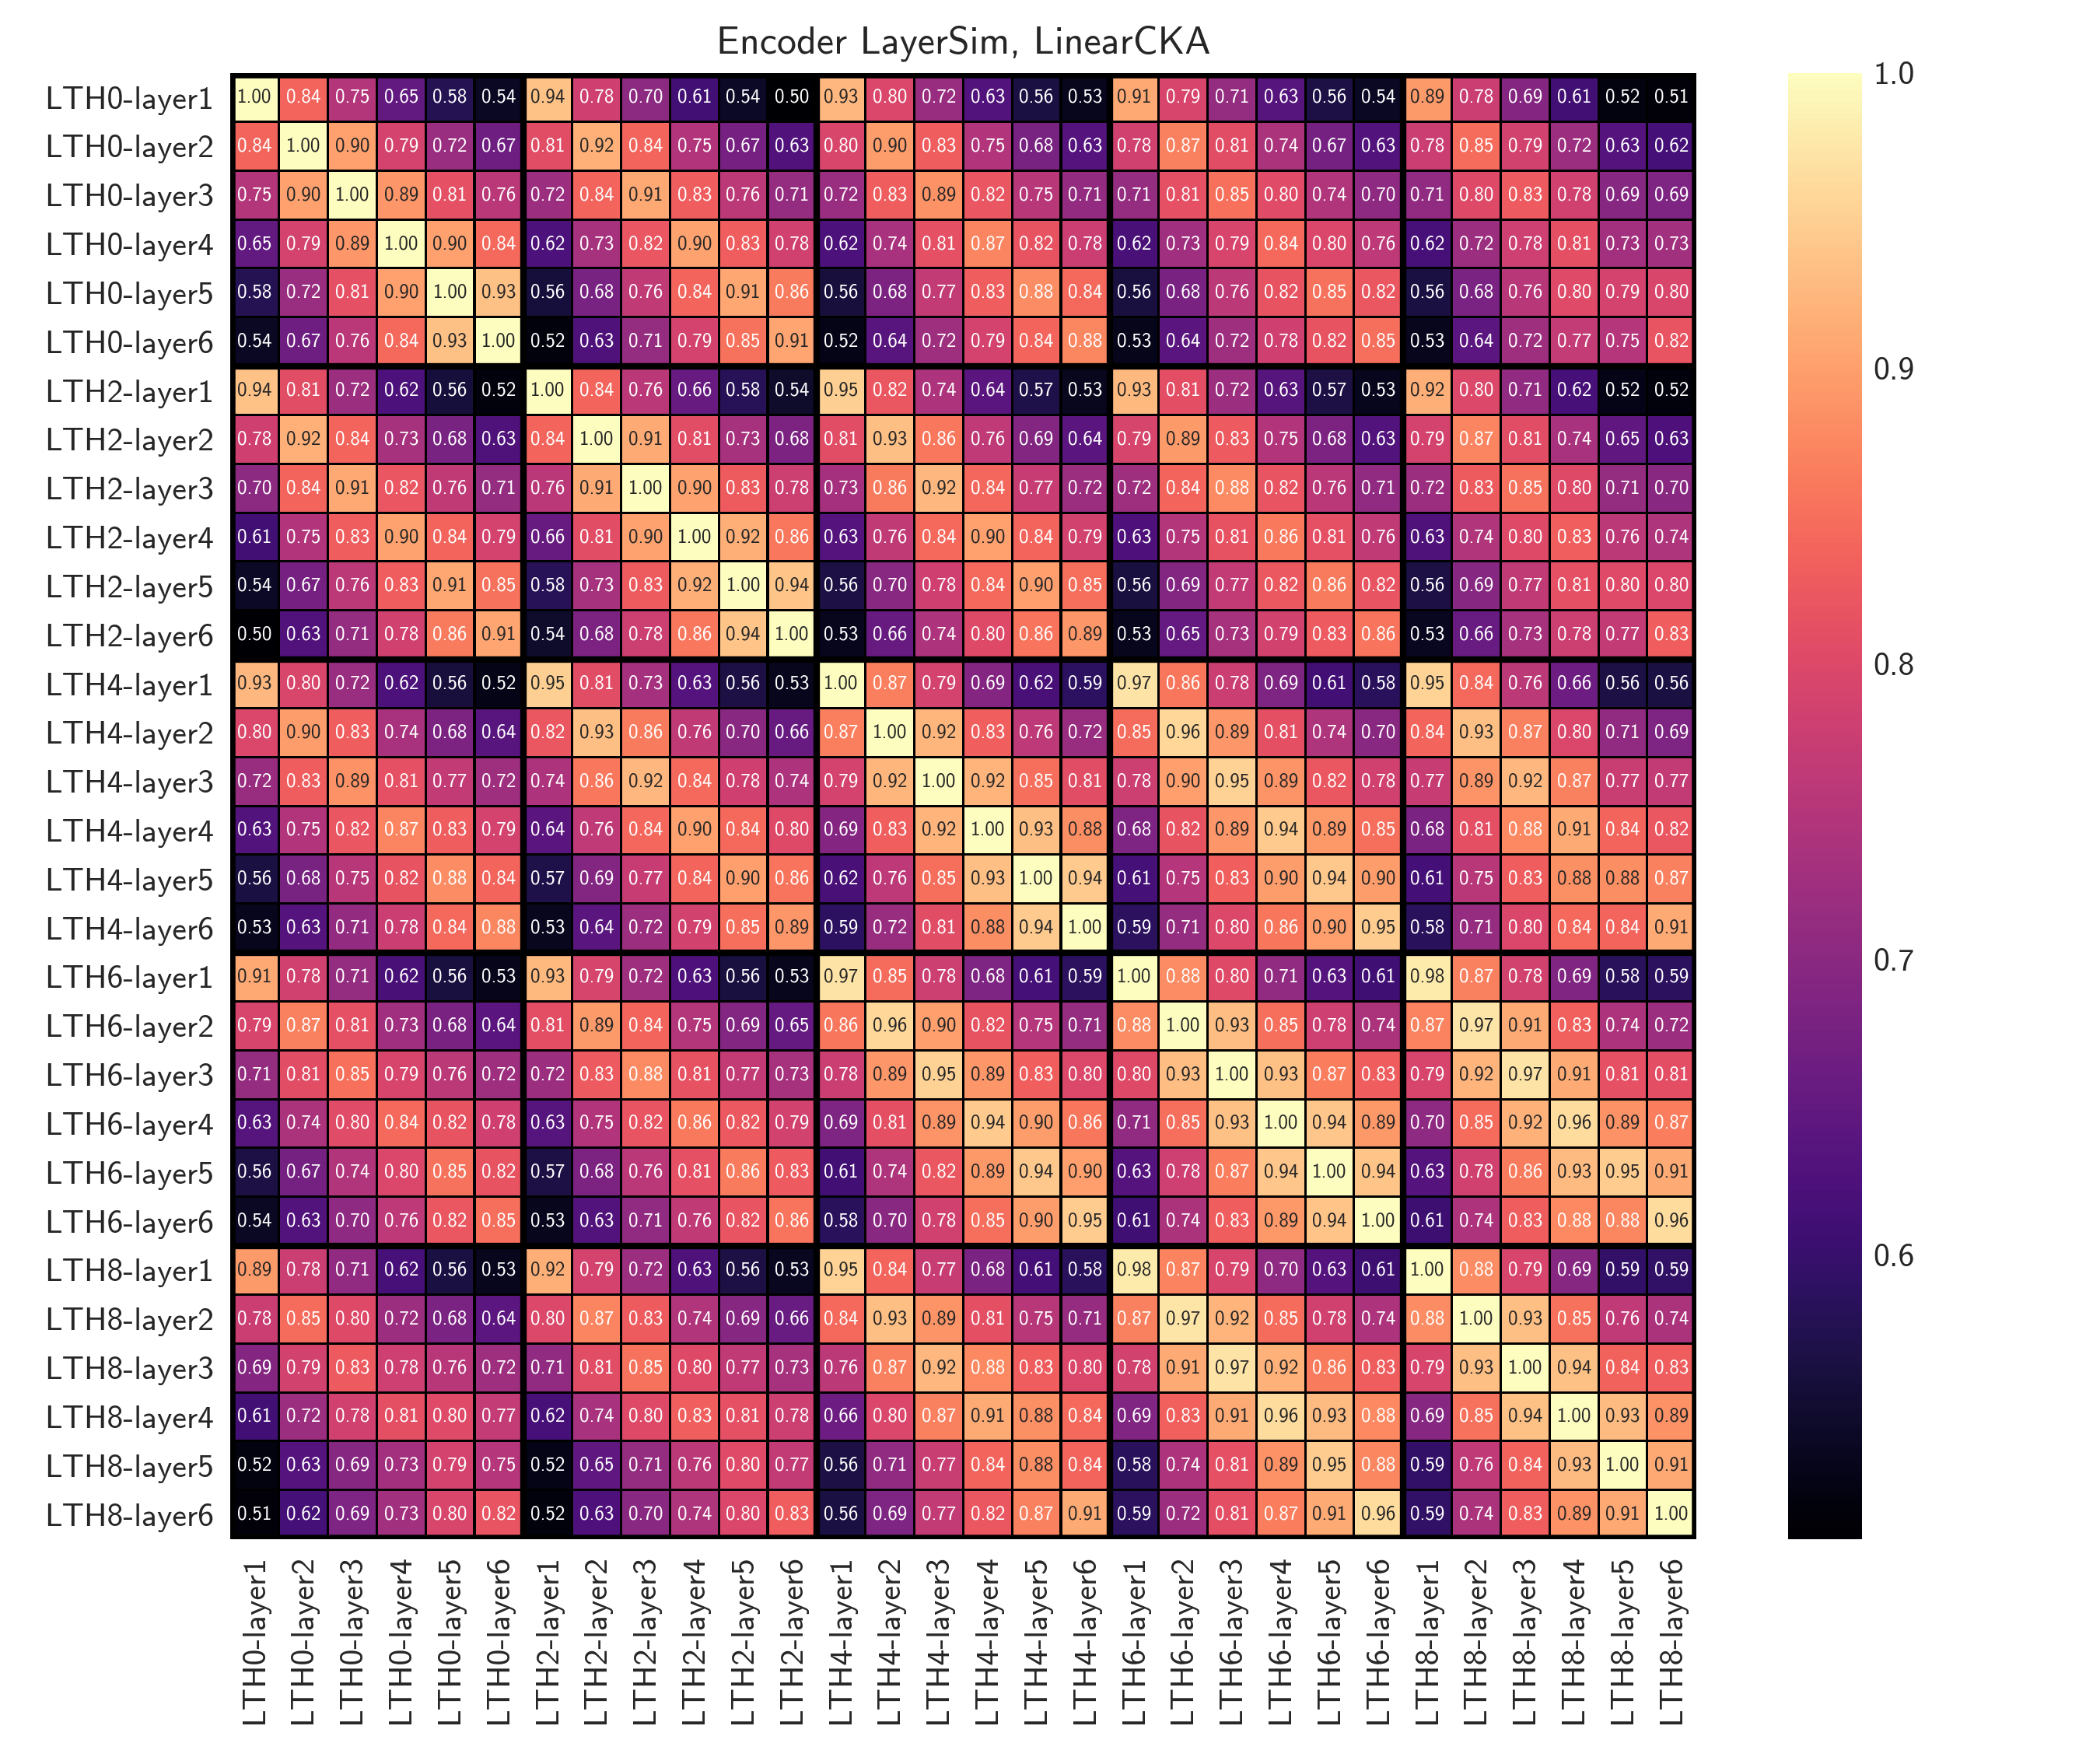 Encoder LayerSim, LinearCKA
LTH0-layer1 1.00 0.84 0.75 0.65 0.58 0.54 0.94 0.78 0.70 0.61 0.54 0.50 0.93 0.80 0.72 0.63 0.56 0.53 0.91 0.79 0.71 0.63 0.56 0.54 0.89 0.78 0.69 0.61 0.52 0.51
LTH0-layer2 0.84 1.00 0.90 0.79 0.72 0.67 0.81 0.92 0.84 0.75 0.67 0.63 0.80 0.90 0.83 0.75 0.68 0.63 0.78 0.87 0.81 0.74 0.67 0.63 0.78 0.85 0.79 0.72 0.63 0.62
LTH0-layer3 0.75 0.90 1.00 0.89 0.81 0.76 0.72 0.84 0.91 0.83 0.76 0.71 0.72 0.83 0.89 0.82 0.75 0.71 0.71 0.81 0.85 0.80 0.74 0.70 0.71 0.80 0.83 0.78 0.69 0.69
LTH0-layer4 0.65 0.79 0.89 1.00 0.90 0.84 0.62 0.73 0.82 0.90 0.83 0.78 0.62 0.74 0.81 0.87 0.82 0.78 0.62 0.73 0.79 0.84 0.80 0.76 0.62 0.72 0.78 0.81 0.73 0.73
LTH0-layer5 0.58 0.72 0.81 0.90 1.00 0.93 0.56 0.68 0.76 0.84 0.91 0.86 0.56 0.68 0.77 0.83 0.88 0.84 0.56 0.68 0.76 0.82 0.85 0.82 0.56 0.68 0.76 0.80 0.79 0.80
LTH0-layer6 0.54 0.67 0.76 0.84 0.93 1.00 0.52 0.63 0.71 0.79 0.85 0.91 0.52 0.64 0.72 0.79 0.84 0.88 0.53 0.64 0.72 0.78 0.82 0.85 0.53 0.64 0.72 0.77 0.75 0.82
LTH2-layer1 0.94 0.81 0.72 0.62 0.56 0.52 1.00 0.84 0.76 0.66 0.58 0.54 0.95 0.82 0.74 0.64 0.57 0.53 0.93 0.81 0.72 0.63 0.57 0.53 0.92 0.80 0.71 0.62 0.52 0.52
LTH2-layer2 0.78 0.92 0.84 0.73 0.68 0.63 0.84 1.00 0.91 0.81 0.73 0.68 0.81 0.93 0.86 0.76 0.69 0.64 0.79 0.89 0.83 0.75 0.68 0.63 0.79 0.87 0.81 0.74 0.65 0.63
LTH2-layer3 0.70 0.84 0.91 0.82 0.76 0.71 0.76 0.91 1.00 0.90 0.83 0.78 0.73 0.86 0.92 0.84 0.77 0.72 0.72 0.84 0.88 0.82 0.76 0.71 0.72 0.83 0.85 0.80 0.71 0.70
LTH2-layer4 0.61 0.75 0.83 0.90 0.84 0.79 0.66 0.81 0.90 1.00 0.92 0.86 0.63 0.76 0.84 0.90 0.84 0.79 0.63 0.75 0.81 0.86 0.81 0.76 0.63 0.74 0.80 0.83 0.76 0.74
LTH2-layer5 0.54 0.67 0.76 0.83 0.91 0.85 0.58 0.73 0.83 0.92 1.00 0.94 0.56 0.70 0.78 0.84 0.90 0.85 0.56 0.69 0.77 0.82 0.86 0.82 0.56 0.69 0.77 0.81 0.80 0.80
LTH2-layer6 0.50 0.63 0.71 0.78 0.86 0.91 0.54 0.68 0.78 0.86 0.94 1.00 0.53 0.66 0.74 0.80 0.86 0.89 0.53 0.65 0.73 0.79 0.83 0.86 0.53 0.66 0.73 0.78 0.77 0.83
LTH4-layer1 0.93 0.80 0.72 0.62 0.56 0.52 0.95 0.81 0.73 0.63 0.56 0.53 1.00 0.87 0.79 0.69 0.62 0.59 0.97 0.86 0.78 0.69 0.61 0.58 0.95 0.84 0.76 0.66 0.56 0.56
LTH4-layer2 0.80 0.90 0.83 0.74 0.68 0.64 0.82 0.93 0.86 0.76 0.70 0.66 0.87 1.00 0.92 0.83 0.76 0.72 0.85 0.96 0.89 0.81 0.74 0.70 0.84 0.93 0.87 0.80 0.71 0.69
LTH4-layer3 0.72 0.83 0.89 0.81 0.77 0.72 0.74 0.86 0.92 0.84 0.78 0.74 0.79 0.92 1.00 0.92 0.85 0.81 0.78 0.90 0.95 0.89 0.82 0.78 0.77 0.89 0.92 0.87 0.77 0.77
LTH4-layer4 0.63 0.75 0.82 0.87 0.83 0.79 0.64 0.76 0.84 0.90 0.84 0.80 0.69 0.83 0.92 1.00 0.93 0.88 0.68 0.82 0.89 0.94 0.89 0.85 0.68 0.81 0.88 0.91 0.84 0.82
LTH4-layer5 0.56 0.68 0.75 0.82 0.88 0.84 0.57 0.69 0.77 0.84 0.90 0.86 0.62 0.76 0.85 0.93 1.00 0.94 0.61 0.75 0.83 0.90 0.94 0.90 0.61 0.75 0.83 0.88 0.88 0.87
LTH4-layer6 0.53 0.63 0.71 0.78 0.84 0.88 0.53 0.64 0.72 0.79 0.85 0.89 0.59 0.72 0.81 0.88 0.94 1.00 0.59 0.71 0.80 0.86 0.90 0.95 0.58 0.71 0.80 0.84 0.84 0.91
LTH6-layer1 0.91 0.78 0.71 0.62 0.56 0.53 0.93 0.79 0.72 0.63 0.56 0.53 0.97 0.85 0.78 0.68 0.61 0.59 1.00 0.88 0.80 0.71 0.63 0.61 0.98 0.87 0.78 0.69 0.58 0.59
LTH6-layer2 0.79 0.87 0.81 0.73 0.68 0.64 0.81 0.89 0.84 0.75 0.69 0.65 0.86 0.96 0.90 0.82 0.75 0.71 0.88 1.00 0.93 0.85 0.78 0.74 0.87 0.97 0.91 0.83 0.74 0.72
LTH6-layer3 0.71 0.81 0.85 0.79 0.76 0.72 0.72 0.83 0.88 0.81 0.77 0.73 0.78 0.89 0.95 0.89 0.83 0.80 0.80 0.93 1.00 0.93 0.87 0.83 0.79 0.92 0.97 0.91 0.81 0.81
LTH6-layer4 0.63 0.74 0.80 0.84 0.82 0.78 0.63 0.75 0.82 0.86 0.82 0.79 0.69 0.81 0.89 0.94 0.90 0.86 0.71 0.85 0.93 1.00 0.94 0.89 0.70 0.85 0.92 0.96 0.89 0.87
LTH6-layer5 0.56 0.67 0.74 0.80 0.85 0.82 0.57 0.68 0.76 0.81 0.86 0.83 0.61 0.74 0.82 0.89 0.94 0.90 0.63 0.78 0.87 0.94 1.00 0.94 0.63 0.78 0.86 0.93 0.95 0.91
LTH6-layer6 0.54 0.63 0.70 0.76 0.82 0.85 0.53 0.63 0.71 0.76 0.82 0.86 0.58 0.70 0.78 0.85 0.90 0.95 0.61 0.74 0.83 0.89 0.94 1.00 0.61 0.74 0.83 0.88 0.88 0.96
LTH8-layer1 0.89 0.78 0.71 0.62 0.56 0.53 0.92 0.79 0.72 0.63 0.56 0.53 0.95 0.84 0.77 0.68 0.61 0.58 0.98 0.87 0.79 0.70 0.63 0.61 1.00 0.88 0.79 0.69 0.59 0.59
LTH8-layer2 0.78 0.85 0.80 0.72 0.68 0.64 0.80 0.87 0.83 0.74 0.69 0.66 0.84 0.93 0.89 0.81 0.75 0.71 0.87 0.97 0.92 0.85 0.78 0.74 0.88 1.00 0.93 0.85 0.76 0.74
LTH8-layer3 0.69 0.79 0.83 0.78 0.76 0.72 0.71 0.81 0.85 0.80 0.77 0.73 0.76 0.87 0.92 0.88 0.83 0.80 0.78 0.91 0.97 0.92 0.86 0.83 0.79 0.93 1.00 0.94 0.84 0.83
LTH8-layer4 0.61 0.72 0.78 0.81 0.80 0.77 0.62 0.74 0.80 0.83 0.81 0.78 0.66 0.80 0.87 0.91 0.88 0.84 0.69 0.83 0.91 0.96 0.93 0.88 0.69 0.85 0.94 1.00 0.93 0.89
LTH8-layer5 0.52 0.63 0.69 0.73 0.79 0.75 0.52 0.65 0.71 0.76 0.80 0.77 0.56 0.71 0.77 0.84 0.88 0.84 0.58 0.74 0.81 0.89 0.95 0.88 0.59 0.76 0.84 0.93 1.00 0.91
LTH8-layer6 0.51 0.62 0.69 0.73 0.80 0.82 0.52 0.63 0.70 0.74 0.80 0.83 0.56 0.69 0.77 0.82 0.87 0.91 0.59 0.72 0.81 0.87 0.91 0.96 0.59 0.74 0.83 0.89 0.91 1.00
LTH0-layer1
LTH0-layer2
LTH0-layer3
LTH0-layer4
LTH0-layer5
LTH0-layer6
LTH2-layer1
LTH2-layer2
LTH2-layer3
LTH2-layer4
LTH2-layer5
LTH2-layer6
LTH4-layer1
LTH4-layer2
LTH4-layer3
LTH4-layer4
LTH4-layer5
LTH4-layer6
LTH6-layer1
LTH6-layer2
LTH6-layer3
LTH6-layer4
LTH6-layer5
LTH6-layer6
LTH8-layer1
LTH8-layer2
LTH8-layer3
LTH8-layer4
LTH8-layer5
LTH8-layer6
1.0
0.9
0.8
0.7
0.6